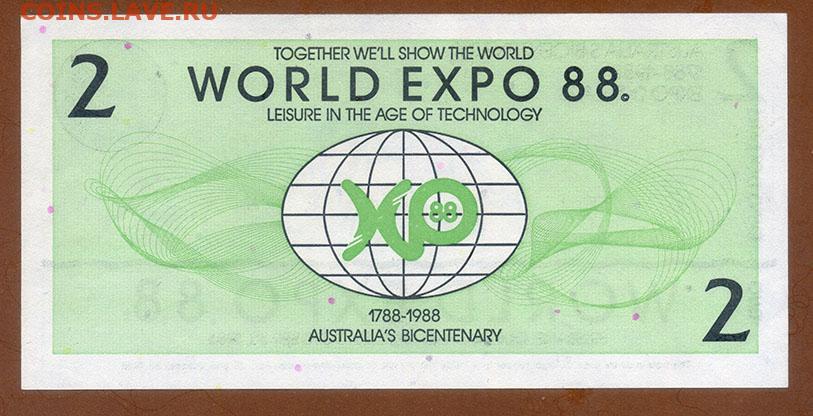 COINS.LAVE.РУ
TOGETHER WE'LL SHOW THE WORLD
2
WORLD EXPO 88©
LEISURE IN THE AGE OF TECHNOLOGY
XPO
88
1788-1988
AUSTRALIA'S BICENTENARY
2